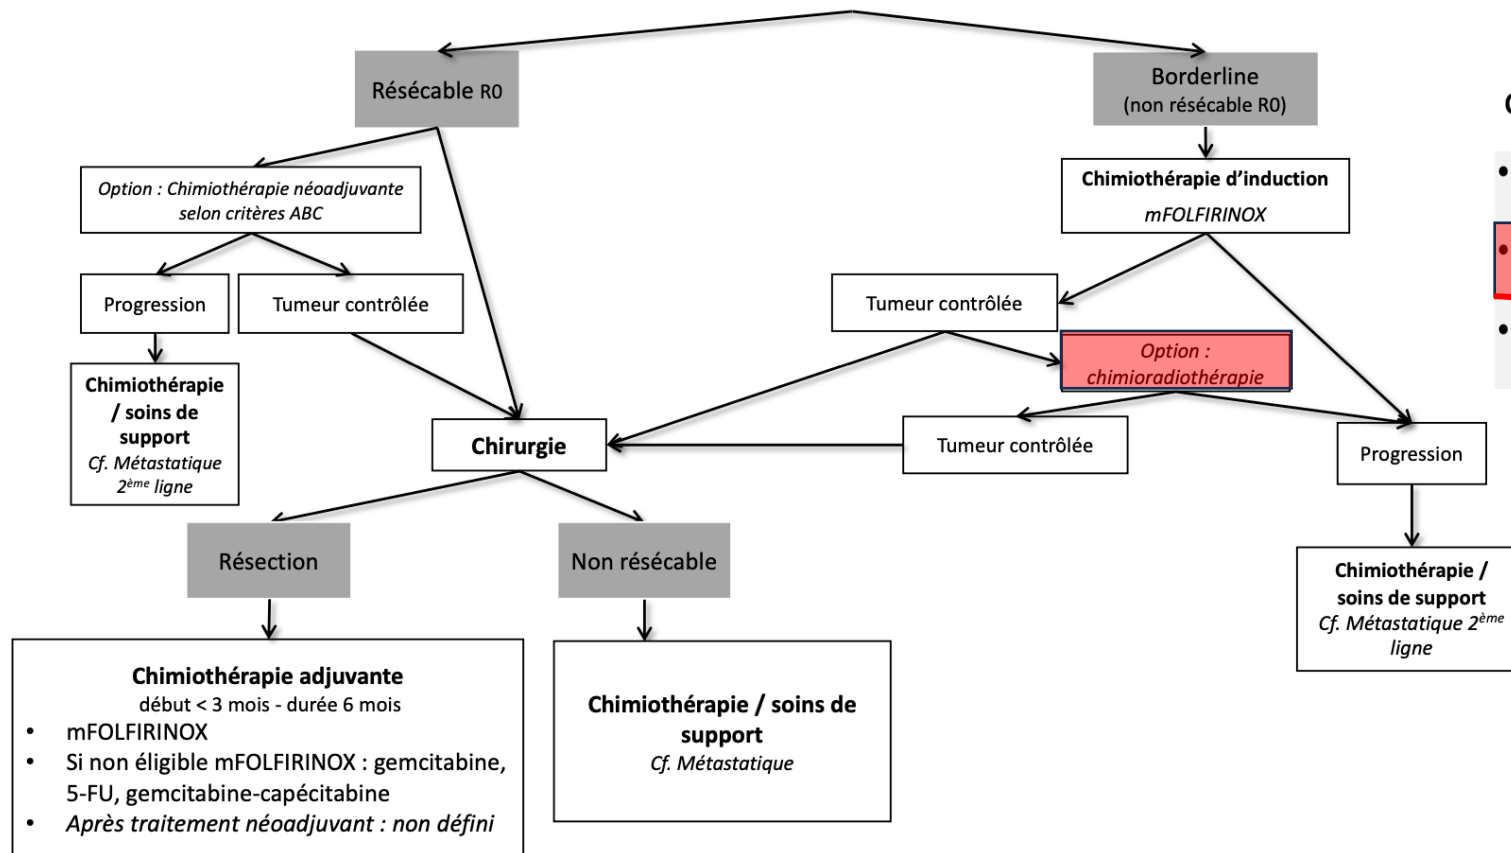 Résécable R0
Borderline
(non résécable R0)
Option : Chimiothérapie néoadjuvante
selon critères ABC
Chimiothérapie d’induction
mFOLFIRINOX
Progression
Tumeur contrôlée
Tumeur contrôlée
Option :
chimioradiothérapie
Chimiothérapie
/ soins de
support
Cf. Métastatique
2ème ligne
Chirurgie
Tumeur contrôlée
Progression
Résection
Non résécable
Chimiothérapie /
soins de support
Cf. Métastatique 2ème
ligne
Chimiothérapie adjuvante
début < 3 mois - durée 6 mois
• mFOLFIRINOX
• Si non éligible mFOLFIRINOX : gemcitabine,
5-FU, gemcitabine-capécitabine
• Après traitement néoadjuvant : non défini
Chimiothérapie / soins de
support
Cf. Métastatique